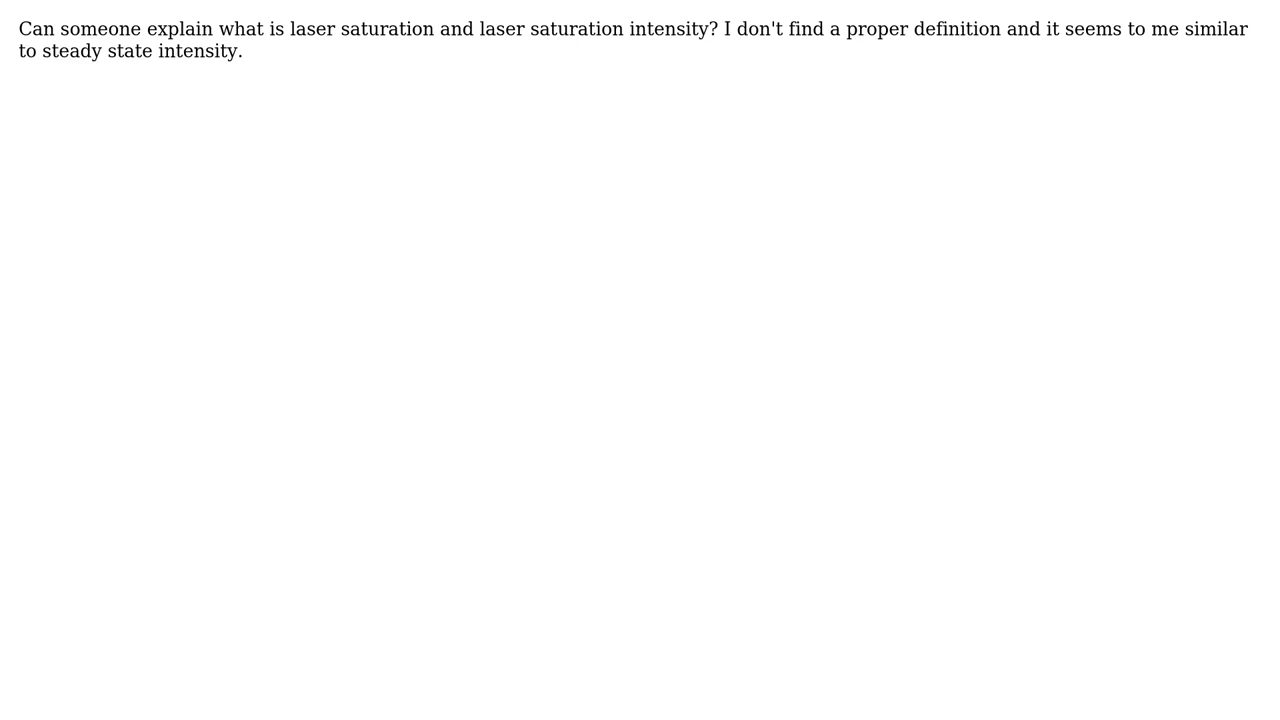 Can someone explain what is laser saturation and laser saturation intensity? I don't find a proper definition and it seems to me similar
to steady state intensity.